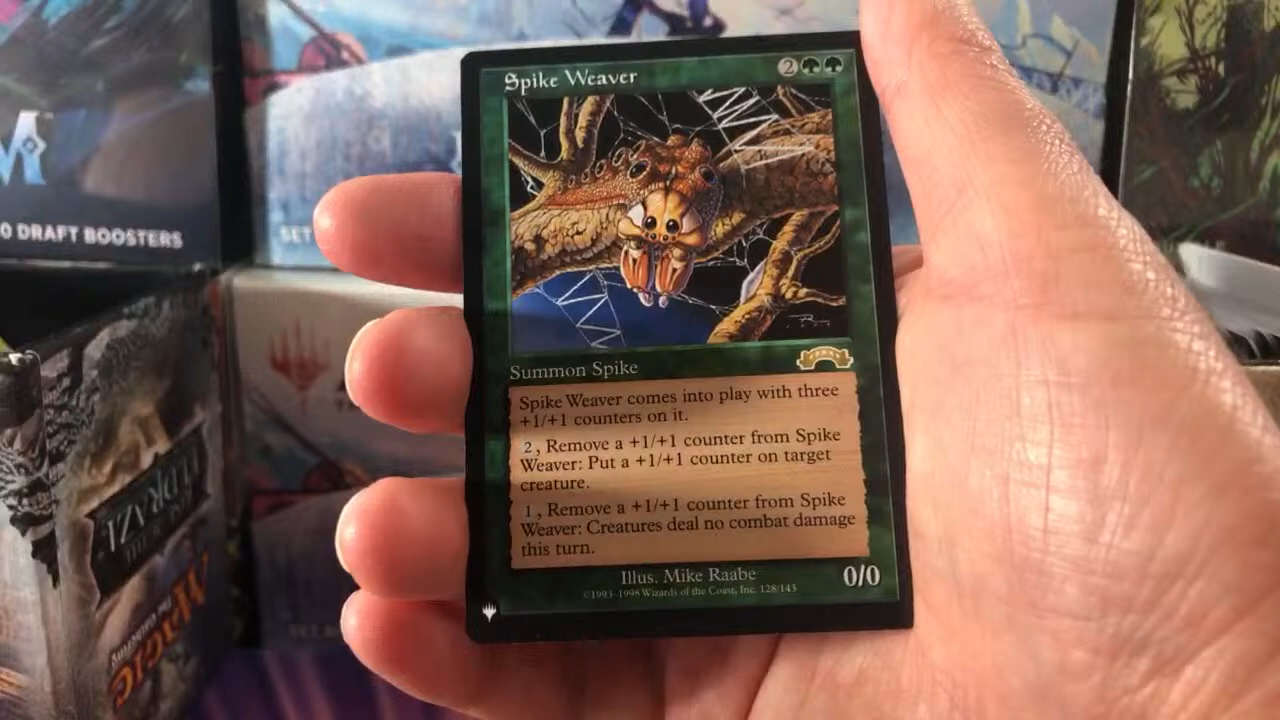 Spike Weaver 2
Summon Spike
Spike Weaver comes into play with three
+1/+1 counters on it.
2, Remove a +1/+1 counter from Spike
Weaver: Put a +1/+1 counter on target
creature.
1, Remove a +1/+1 counter from Spike
Weaver: Creatures deal no combat damage
this turn.
Illus. Mike Raabe
0/0
©1993-1998 Wizards of the Coast, Inc. 128/143
0 DRAFT BOOSTERS
SET
ELDRAZI
MAGIC